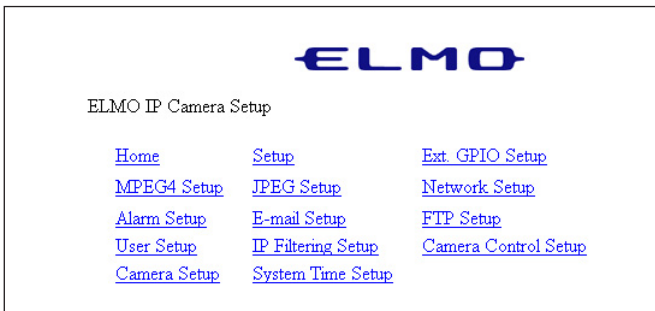 ELMO
ELMO IP Camera Setup
Home Setup Ext. GPIO Setup
MPEG4 Setup JPEG Setup Network Setup
Alarm Setup E-mail Setup FTP Setup
User Setup IP Filtering Setup Camera Control Setup
Camera Setup System Time Setup